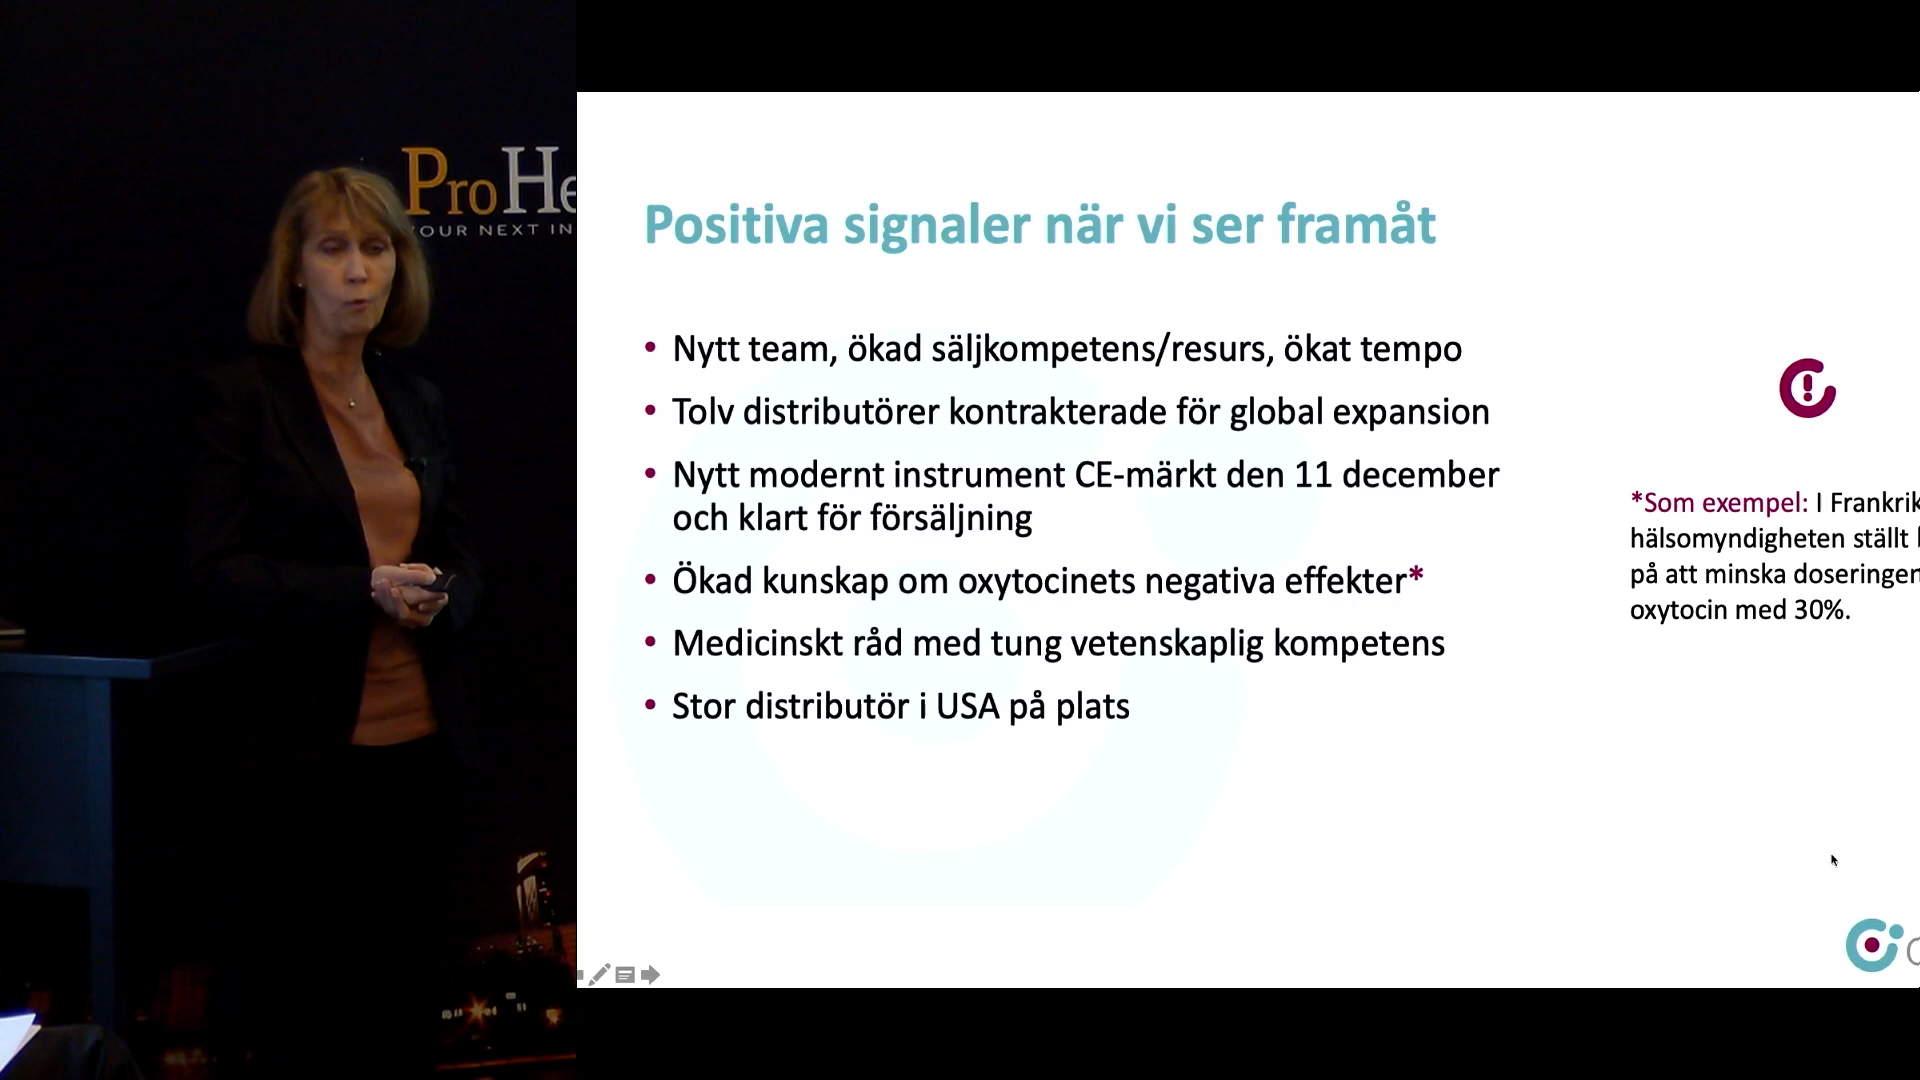 ProHe
YOUR NEXT IN
Positiva signaler när vi ser framåt
• Nytt team, ökad säljkompetens/resurs, ökat tempo
• Tolv distributörer kontrakterade för global expansion
• Nytt modernt instrument CE-märkt den 11 december
och klart för försäljning
• Ökad kunskap om oxytocinets negativa effekter*
• Medicinskt råd med tung vetenskaplig kompetens
• Stor distributör i USA på plats
*Som exempel: I Frankrik
hälsomyndigheten ställt
på att minska doseringen
oxytocin med 30%.